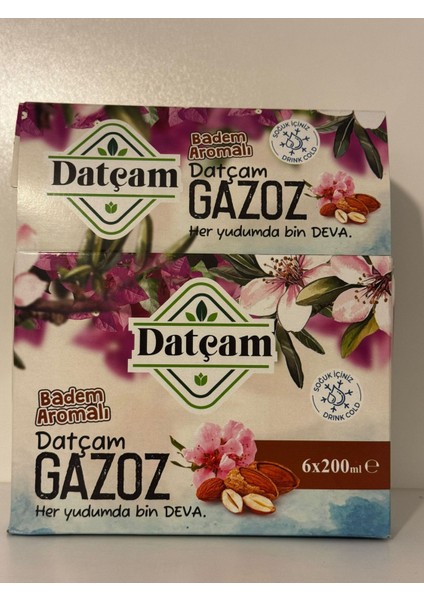 Badem
Aromalı
Datçam
Datçam
GAZOZ
Her yudumda bin DEVA.
SOĞUK İÇİNİZ
DRINK COLD
Datçam
SOĞUK İÇİNİZ
DRINK COLD
Badem
Aromalı
Datçam
GAZOZ
Her yudumda bin DEVA.
6x200ml e